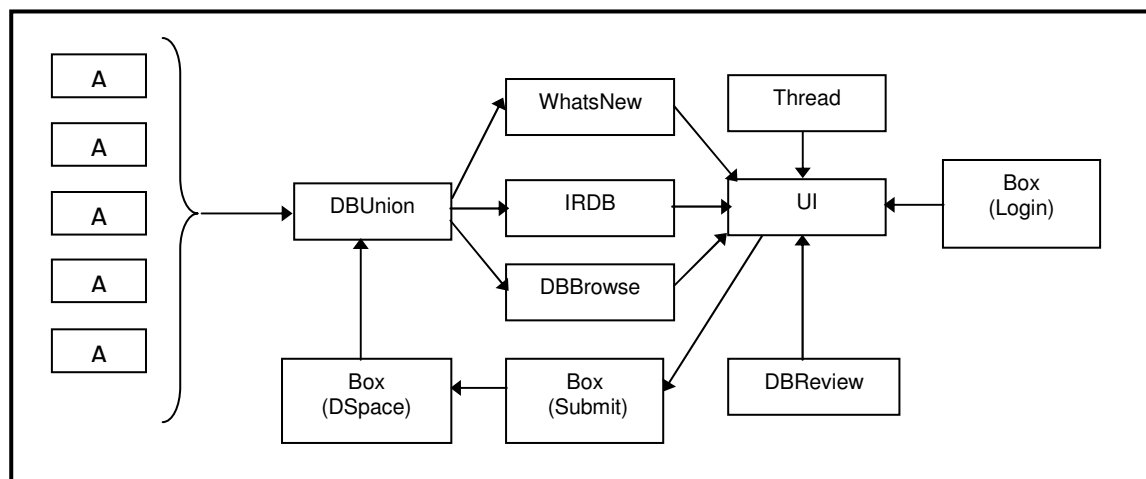 A
A
A
A
A
DBUnion
WhatsNew
IRDB
DBBrowse
Thread
UI
Box
(Login)
Box
(DSpace)
Box
(Submit)
DBReview